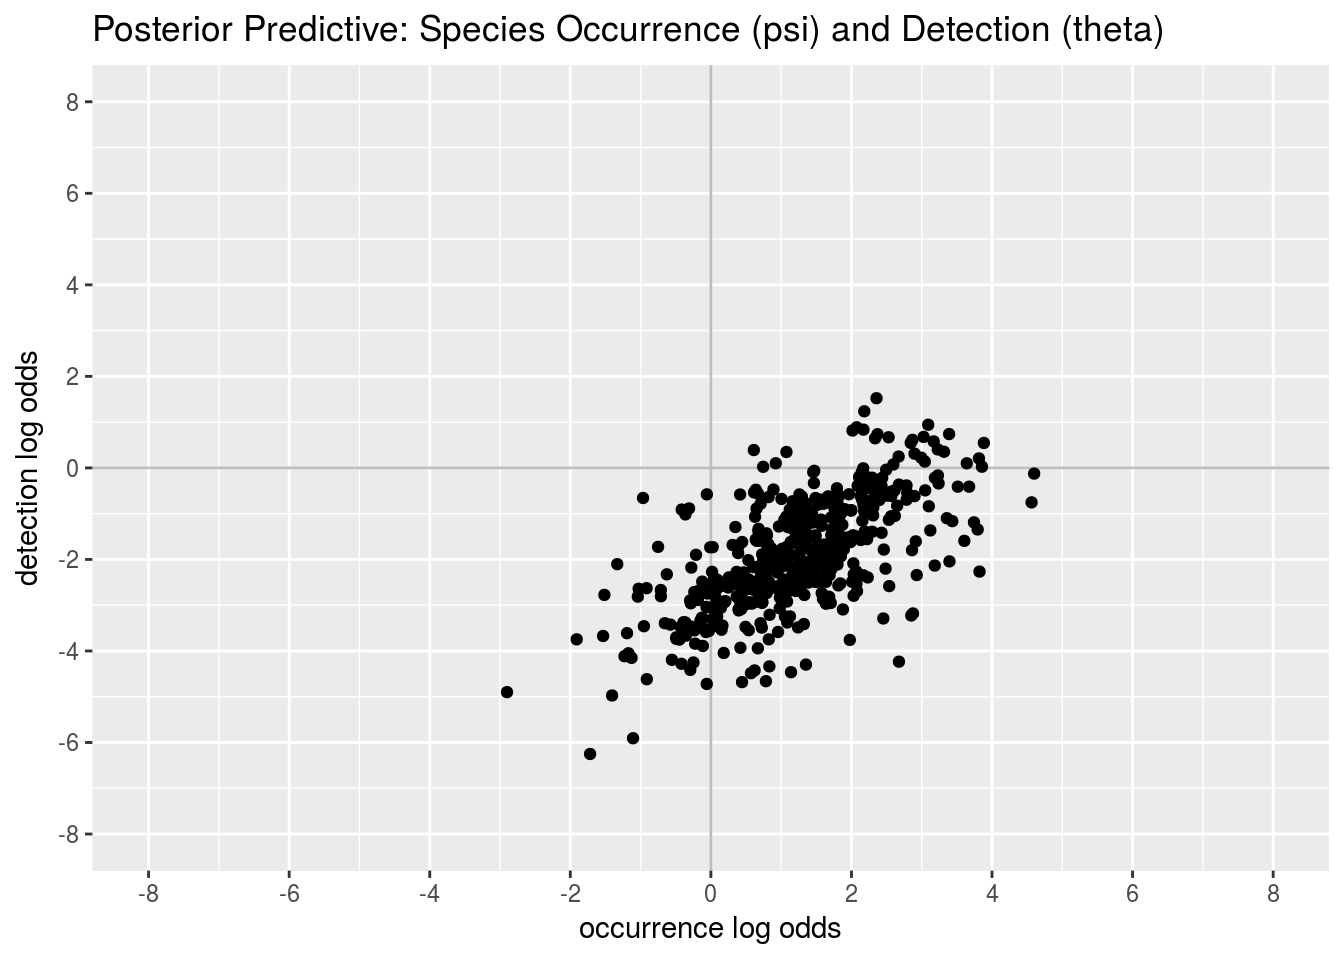 Posterior Predictive: Species Occurrence (psi) and Detection (theta)
8
6
4
2
0
-2
-4
-6
-8
detection log odds
-8 -6 -4 -2 0 2 4 6 8
occurrence log odds